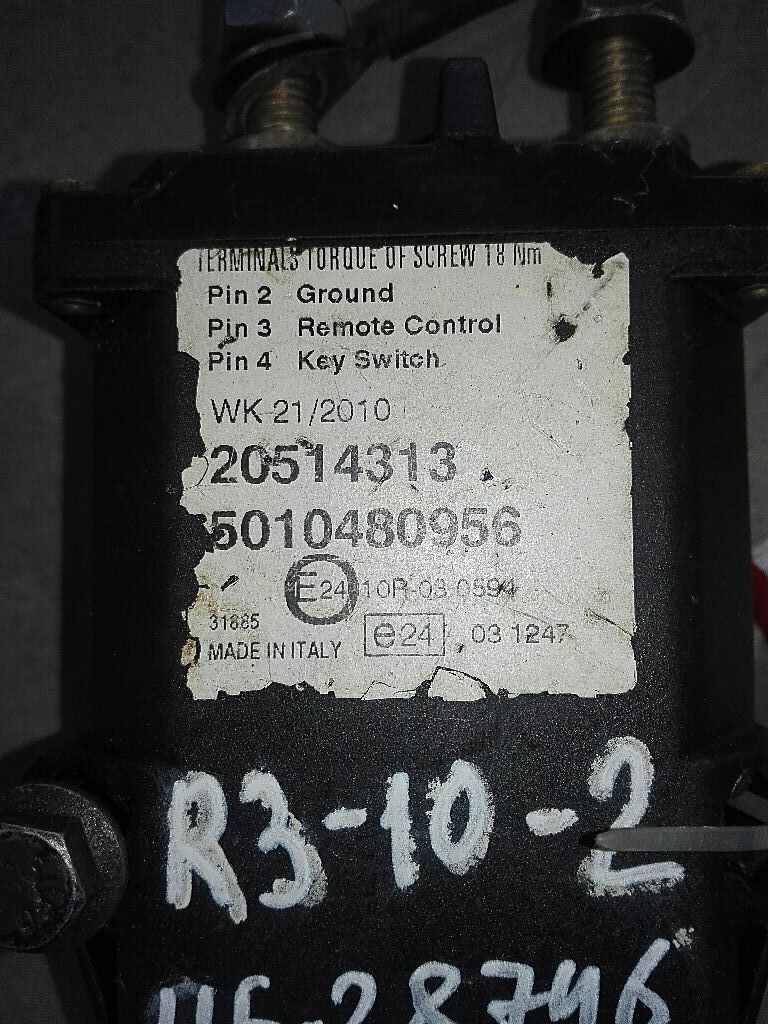 TERMINALS TORQUE OF SCREW 18 Nm
Pin 2 Ground
Pin 3 Remote Control
Pin 4 Key Switch
WK 21/2010
20514313
5010480956
E24 10R-03 0594
31885
e24 03 1247
MADE IN ITALY
R3-10-2
28746